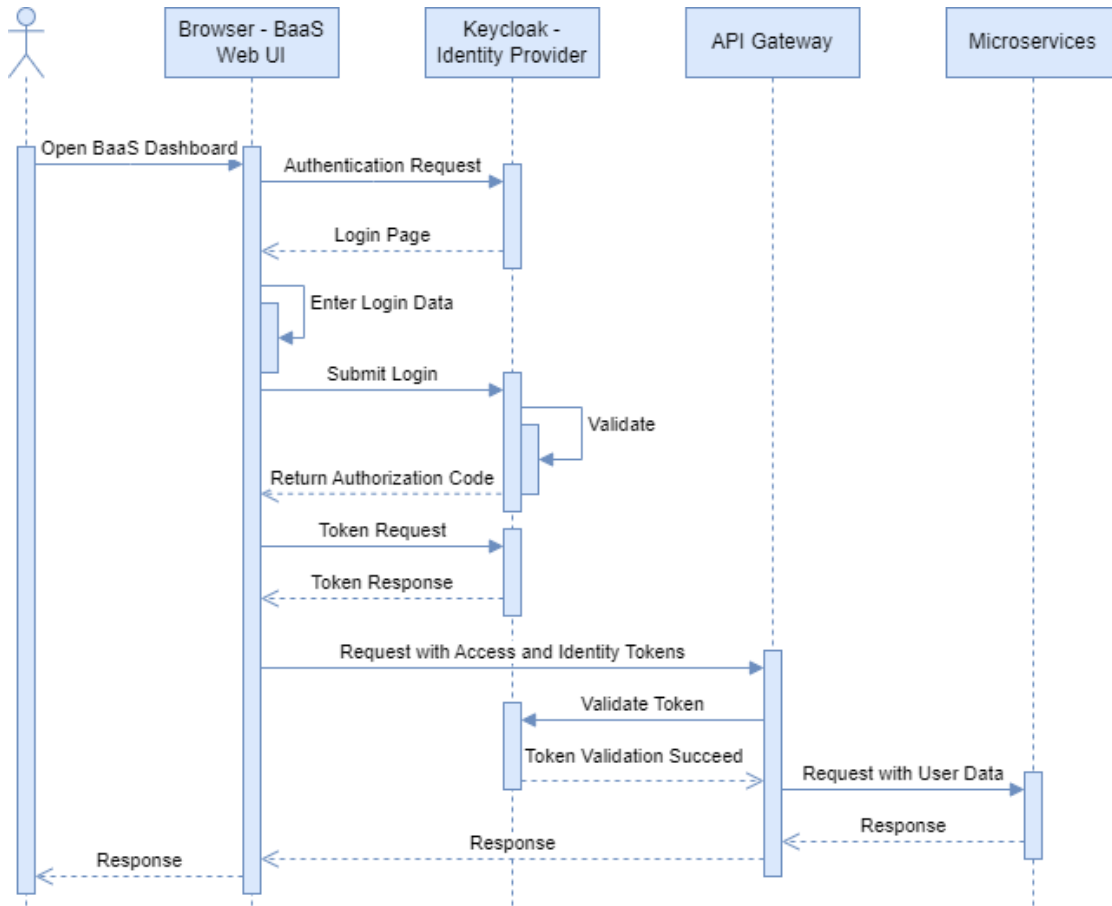 Browser - BaaS
Web UI
Keycloak -
Identity Provider
API Gateway
Microservices
Open BaaS Dashboard
Authentication Request
Login Page
Enter Login Data
Submit Login
Validate
Return Authorization Code
Token Request
Token Response
Request with Access and Identity Tokens
Validate Token
Token Validation Succeed
Request with User Data
Response
Response
Response